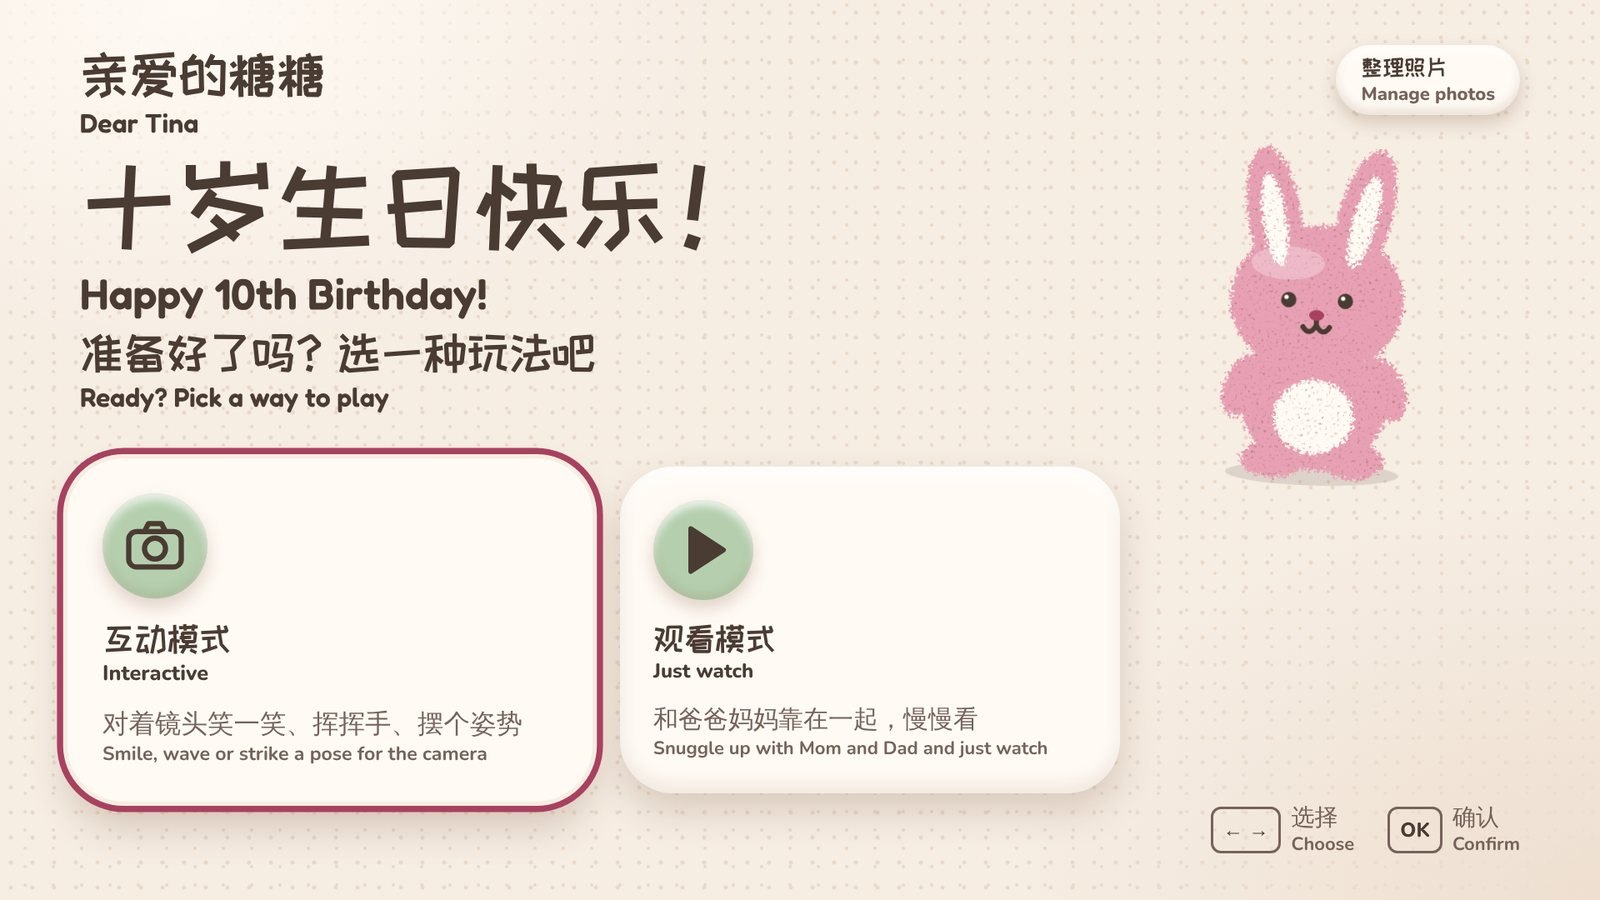 亲爱的糖糖
Dear Tina
整理照片
Manage photos
十岁生日快乐！
Happy 10th Birthday!
准备好了吗？选一种玩法吧
Ready? Pick a way to play
互动模式
Interactive
对着镜头笑一笑、挥挥手、摆个姿势
Smile, wave or strike a pose for the camera
观看模式
Just watch
和爸爸妈妈靠在一起，慢慢看
Snuggle up with Mom and Dad and just watch
← → 选择
Choose
OK 确认
Confirm